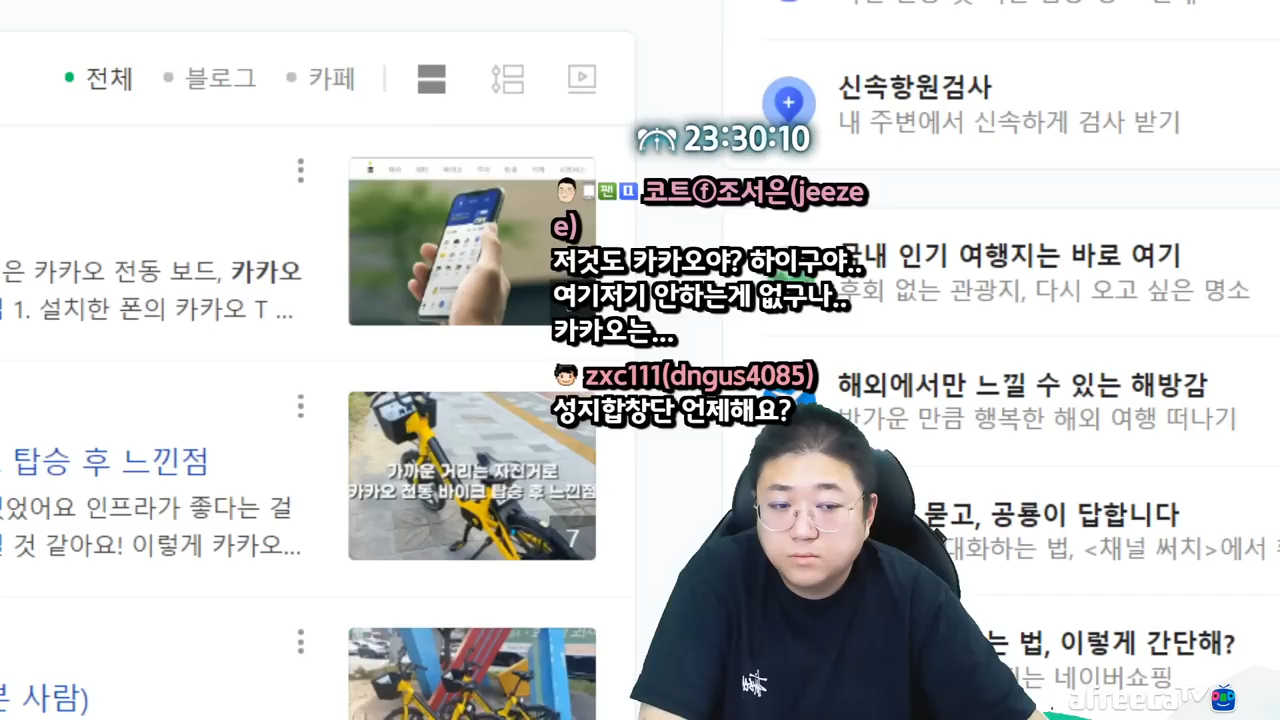 전체
블로그
카페
신속항원검사
내 주변에서 신속하게 검사 받기
23:30:10
팬
코트ⓕ조서은(jeeze
e)
저것도 카카오야? 하이구야..
여기저기 안하는게 없구나..
카카오는...
zxc111(dngus4085)
성지합창단 언제해요?
은 카카오 전동 보드, 카카오
1. 설치한 폰의 카카오 T ...
탑승 후 느낀점
었어요 인프라가 좋다는 걸
것 같아요! 이렇게 카카오...
가까운 거리는 자전거로
카카오 전동 바이크 탑승 후 느낀점
7
사람)
국내 인기 여행지는 바로 여기
후회 없는 관광지, 다시 오고 싶은 명소
해외에서만 느낄 수 있는 해방감
반가운 만큼 행복한 해외 여행 떠나기
묻고, 공룡이 답합니다
대화하는 법, <채널 써치>에서
는 법, 이렇게 간단해?
는 네이버쇼핑
afreecaTV